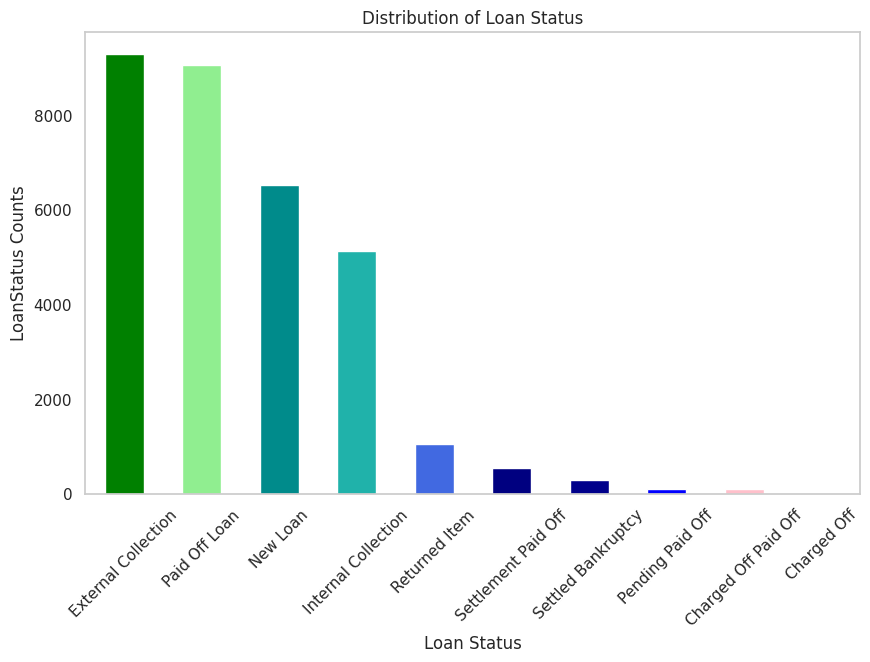 Distribution of Loan Status
LoanStatus Counts
8000
6000
4000
2000
0
External Collection
Paid Off Loan
New Loan
Internal Collection
Returned Item
Settlement Paid Off
Settled Bankruptcy
Pending Paid Off
Charged Off Paid Off
Charged Off
Loan Status